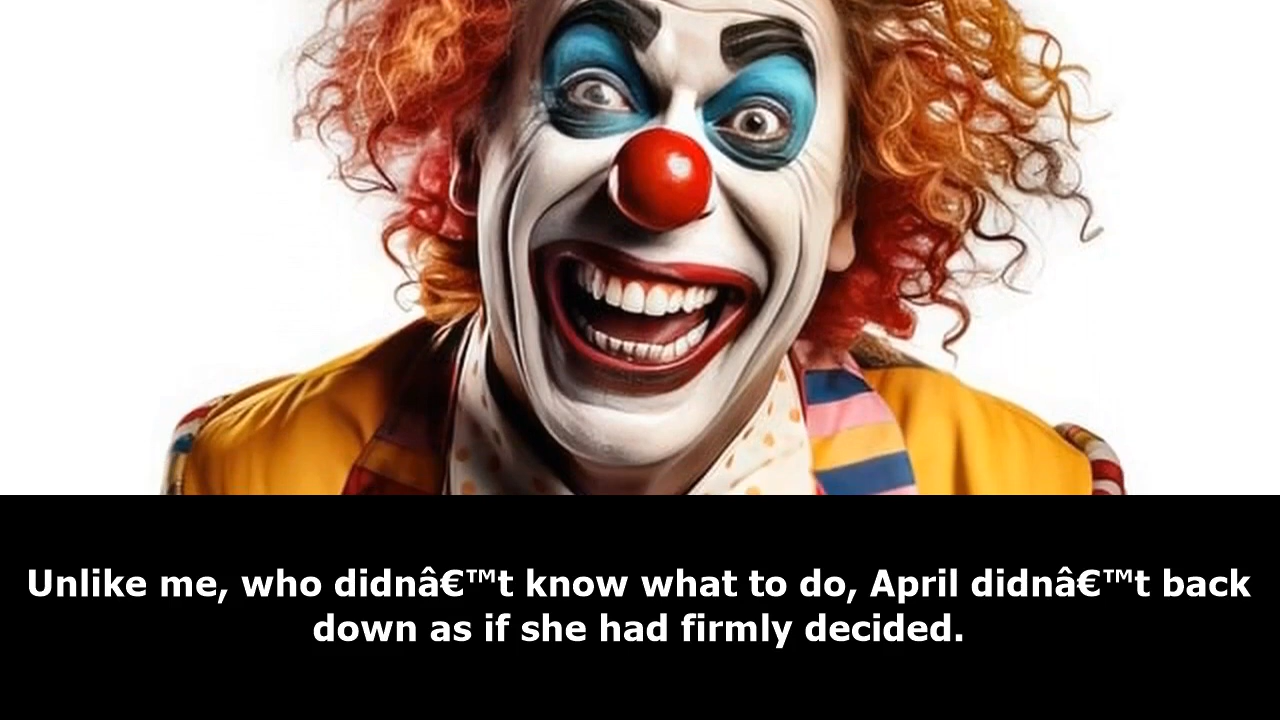 Unlike me, who didnâ€™t know what to do, April didnâ€™t back
down as if she had firmly decided.